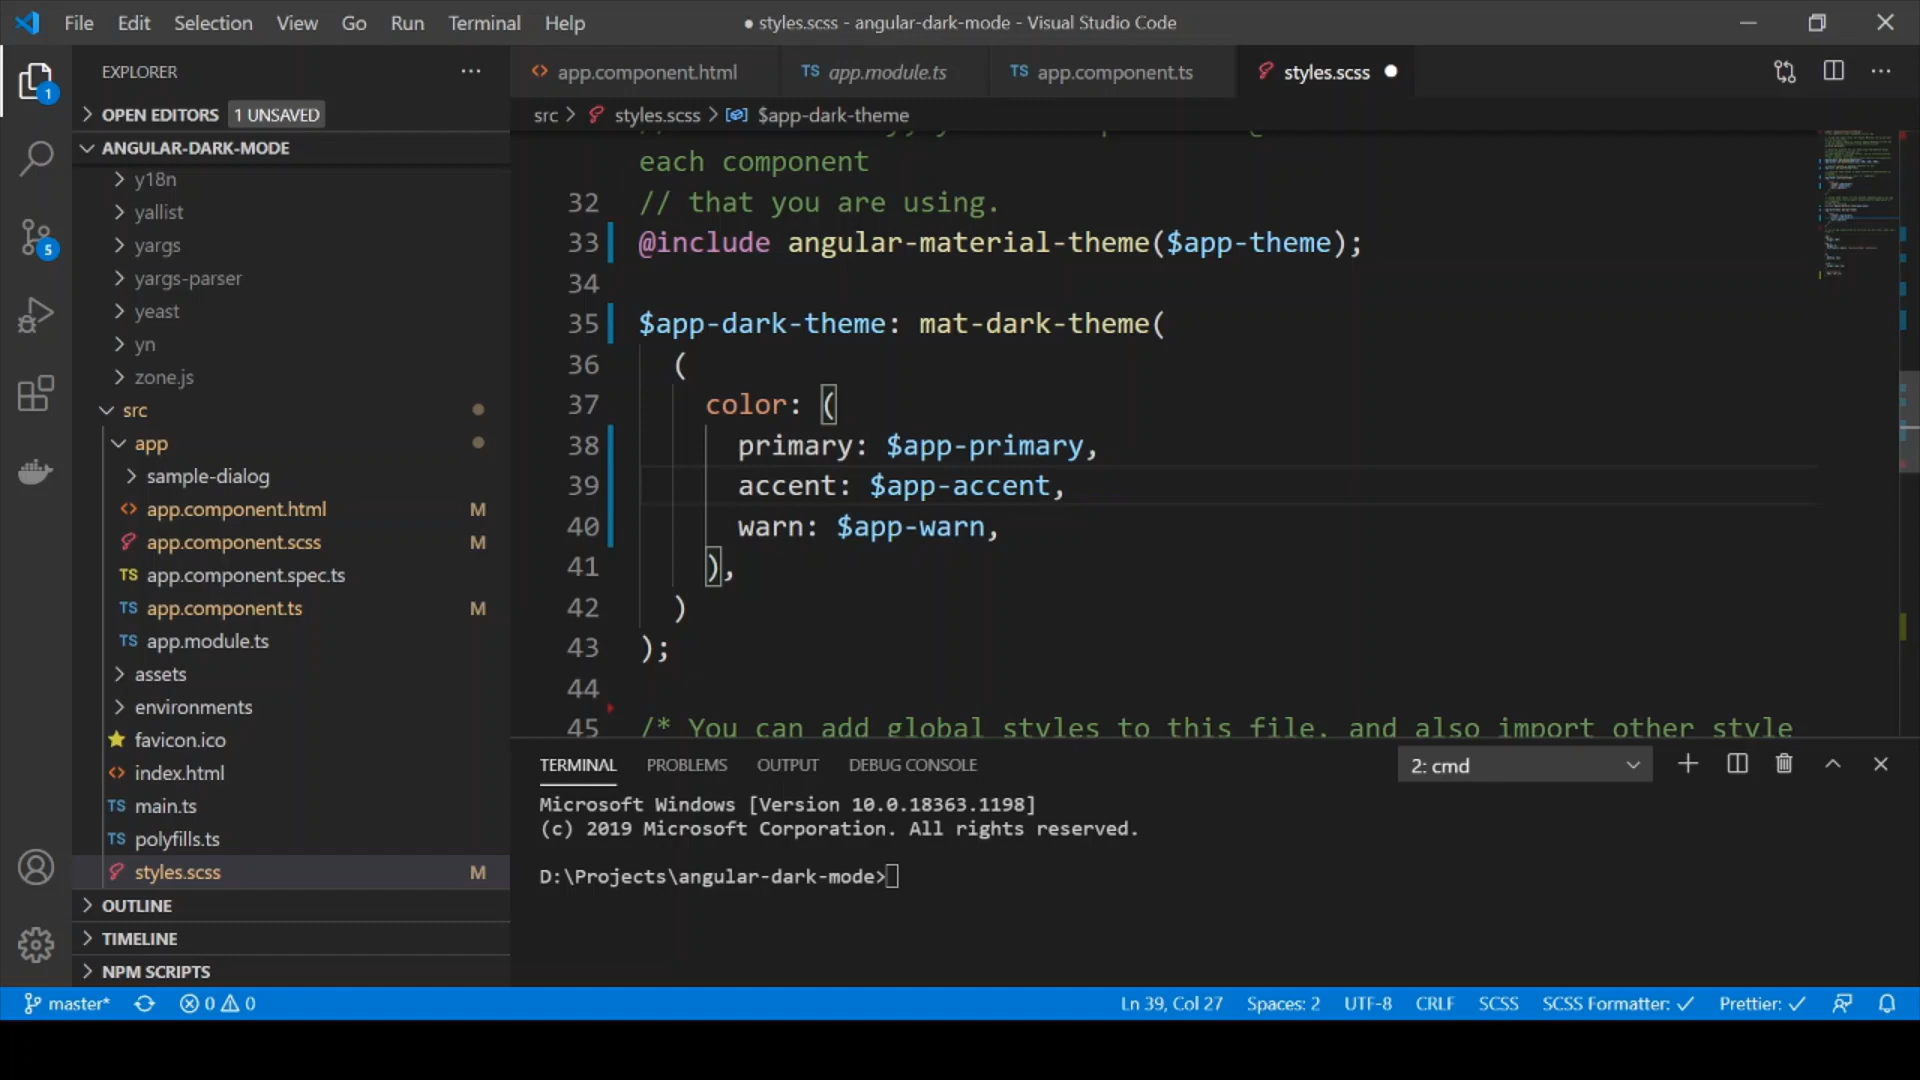 File Edit Selection View Go Run Terminal Help
● styles.scss - angular-dark-mode - Visual Studio Code
EXPLORER
OPEN EDITORS 1 UNSAVED
ANGULAR-DARK-MODE
y18n
yallist
yargs
yargs-parser
yeast
yn
zone.js
src
app
sample-dialog
app.component.html M
app.component.scss M
TS app.component.spec.ts
TS app.component.ts M
TS app.module.ts
assets
environments
favicon.ico
index.html
TS main.ts
TS polyfills.ts
styles.scss M
OUTLINE
TIMELINE
NPM SCRIPTS
1
5
app.component.html TS app.module.ts TS app.component.ts styles.scss ●
src > styles.scss > $app-dark-theme
each component
32 // that you are using.
33 @include angular-material-theme($app-theme);
34
35 $app-dark-theme: mat-dark-theme(
36 (
37 color: (
38 primary: $app-primary,
39 accent: $app-accent,
40 warn: $app-warn,
41 ),
42 )
43 );
44
45 /* You can add global styles to this file, and also import other style
TERMINAL PROBLEMS OUTPUT DEBUG CONSOLE 2: cmd
Microsoft Windows [Version 10.0.18363.1198]
(c) 2019 Microsoft Corporation. All rights reserved.
D:\Projects\angular-dark-mode>
master* 0 0 Ln 39, Col 27 Spaces: 2 UTF-8 CRLF SCSS SCSS Formatter: ✓ Prettier: ✓